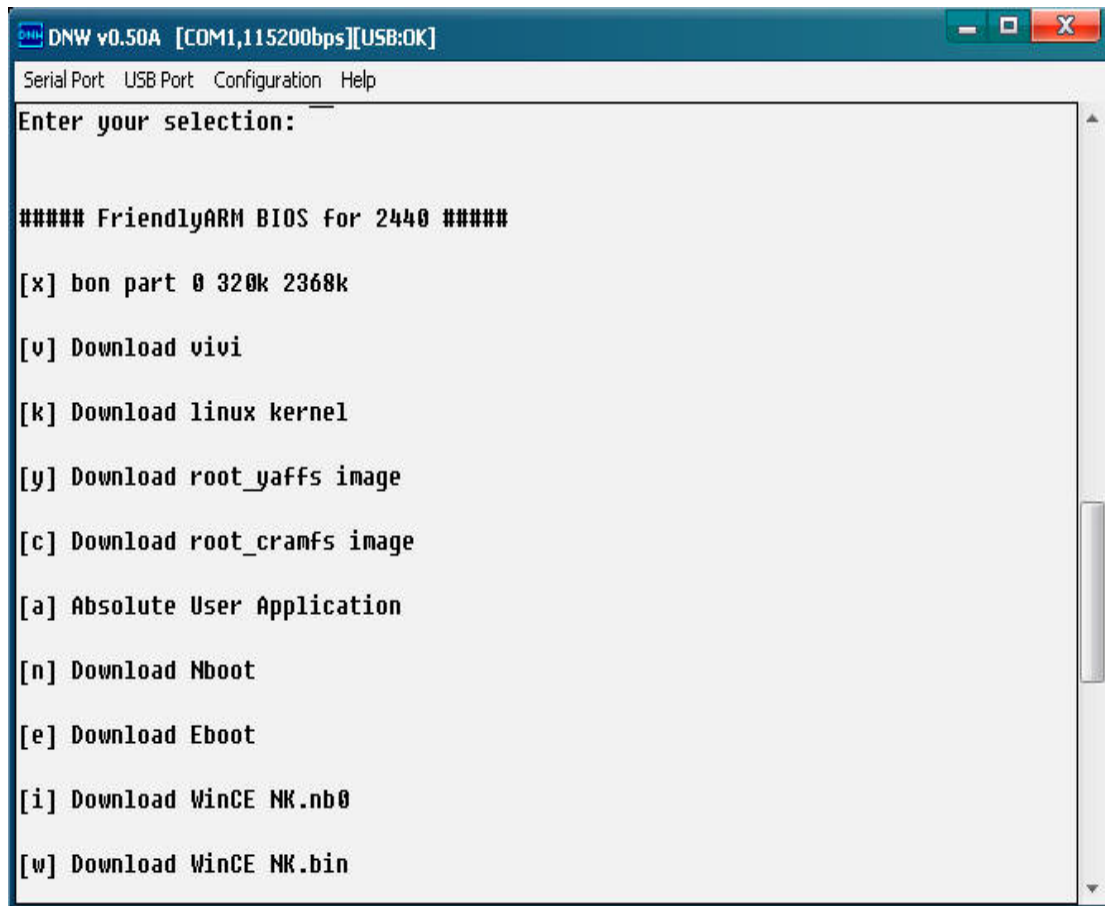 DNW v0.50A [COM1,115200bps][USB:OK]
Serial Port USB Port Configuration Help
Enter your selection:
##### FriendlyARM BIOS for 2440 #####
[x] bon part 0 320k 2368k
[v] Download vivi
[k] Download linux kernel
[y] Download root_yaffs image
[c] Download root_cramfs image
[a] Absolute User Application
[n] Download Nboot
[e] Download Eboot
[i] Download WinCE NK.nb0
[w] Download WinCE NK.bin